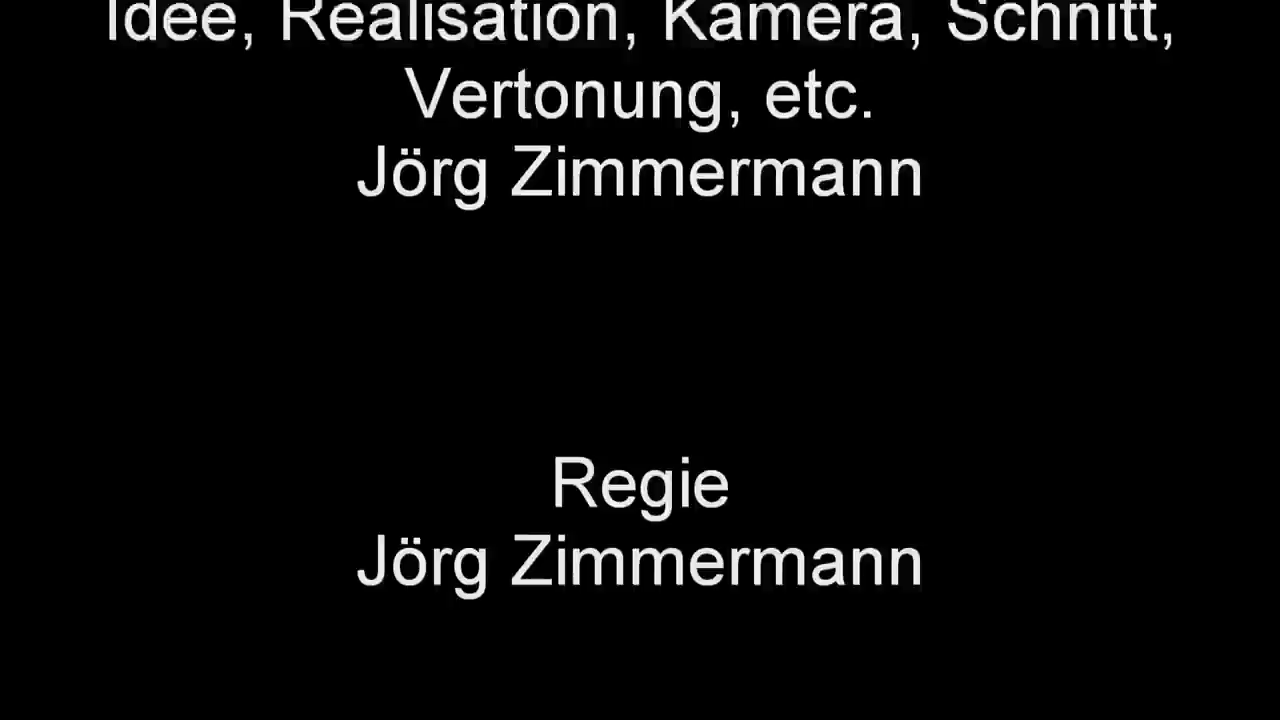 Idee, Realisation, Kamera, Schnitt,
Vertonung, etc.
Jörg Zimmermann
Regie
Jörg Zimmermann